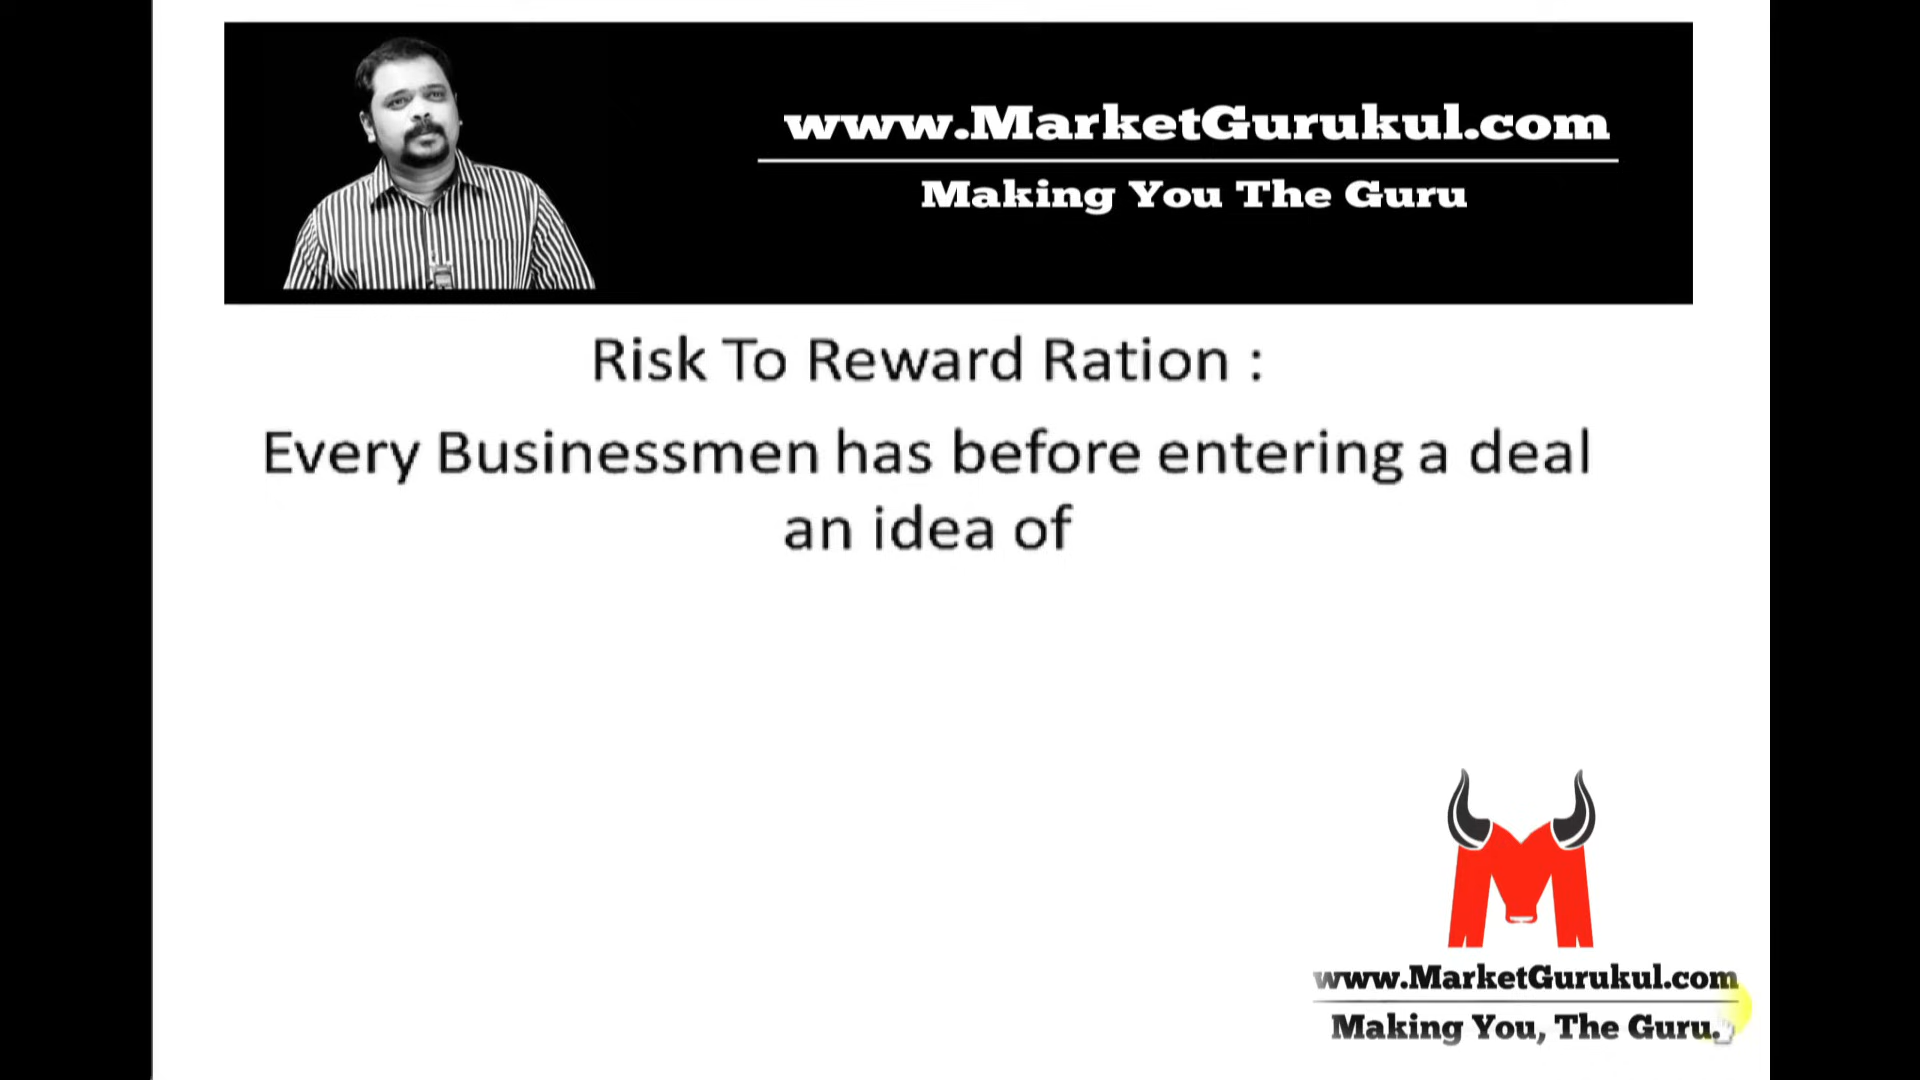 www.MarketGurukul.com
Making You The Guru
Risk To Reward Ration :
Every Businessmen has before entering a deal
an idea of
www.MarketGurukul.com
Making You, The Guru.